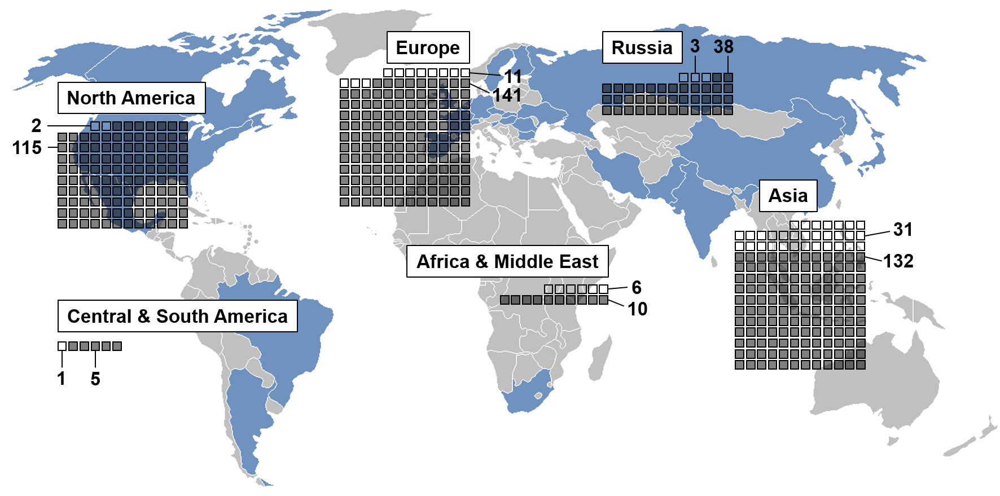 Europe
11
141
Russia
3
38
North America
2
115
Asia
31
132
Africa & Middle East
6
10
Central & South America
1
5